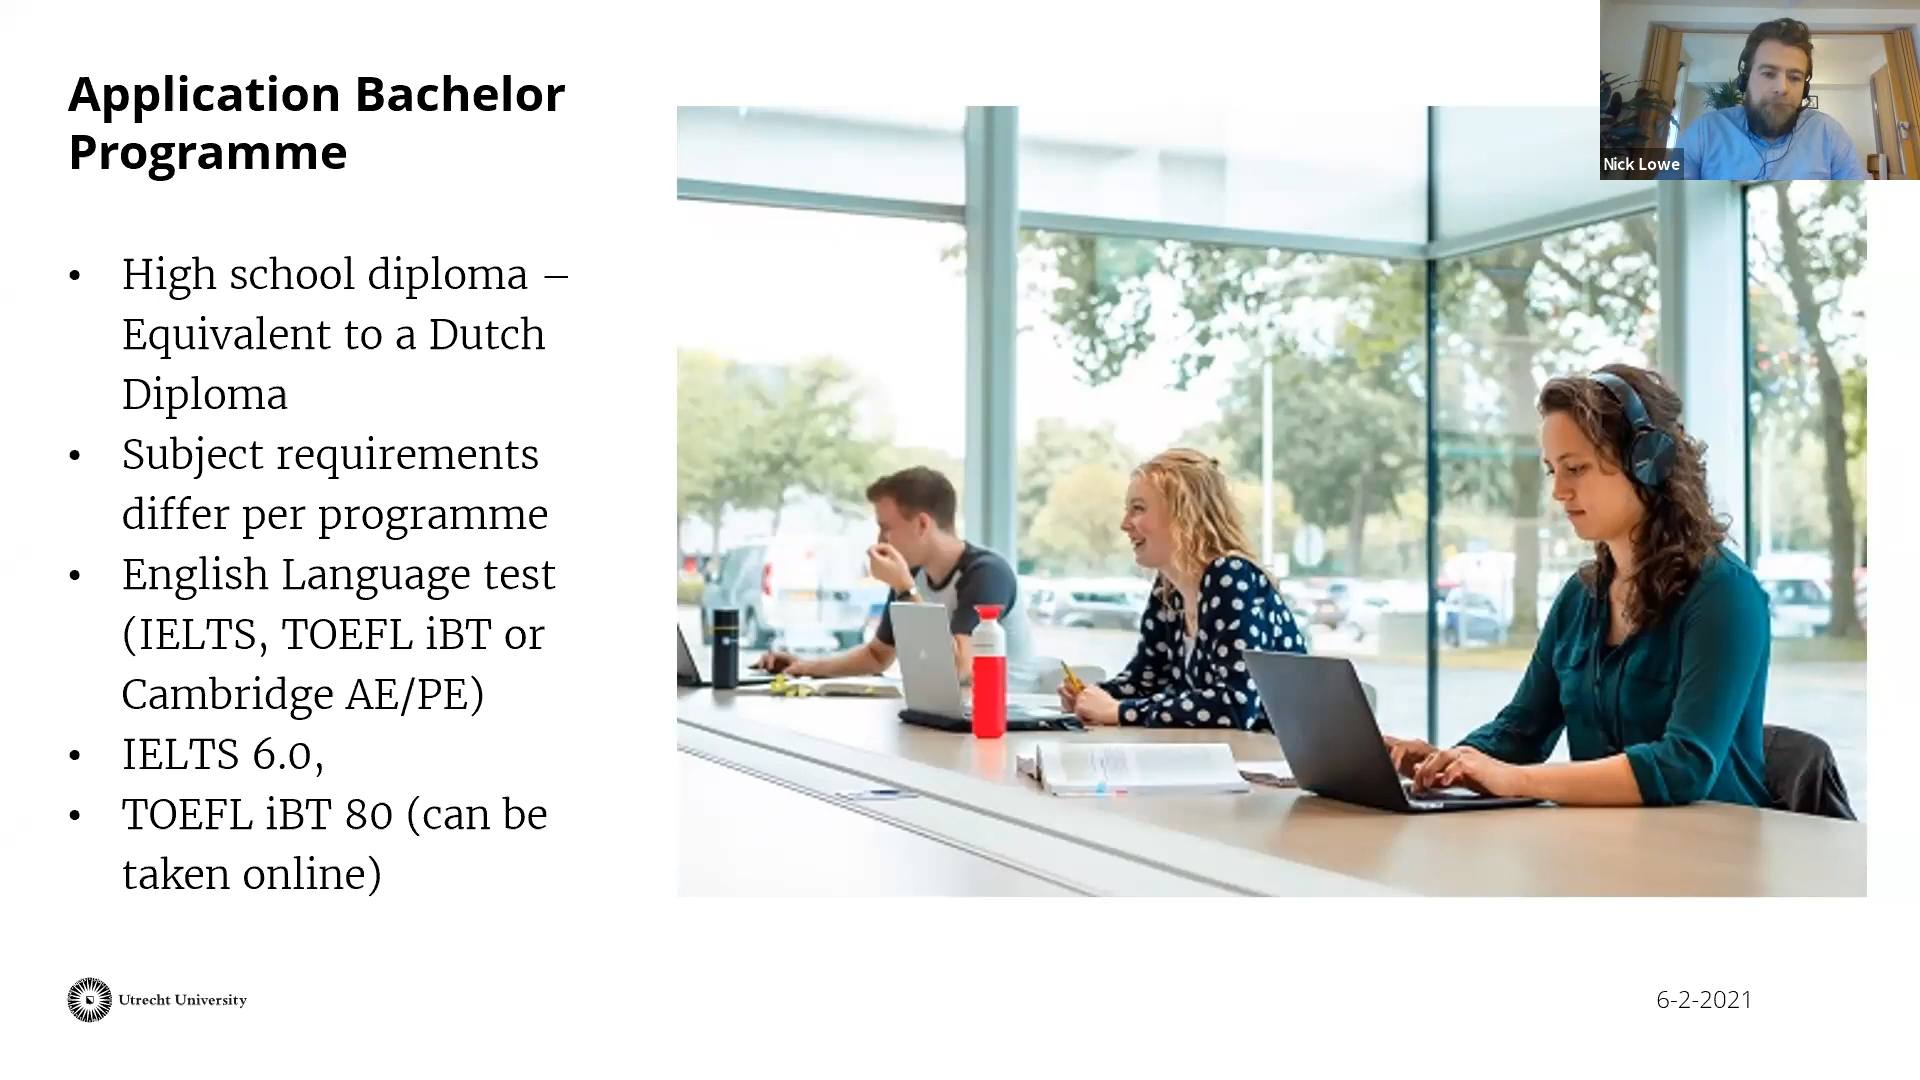 Application Bachelor
Programme
• High school diploma –
Equivalent to a Dutch
Diploma
• Subject requirements
differ per programme
• English Language test
(IELTS, TOEFL iBT or
Cambridge AE/PE)
• IELTS 6.0,
• TOEFL iBT 80 (can be
taken online)
Nick Lowe
Utrecht University
6-2-2021